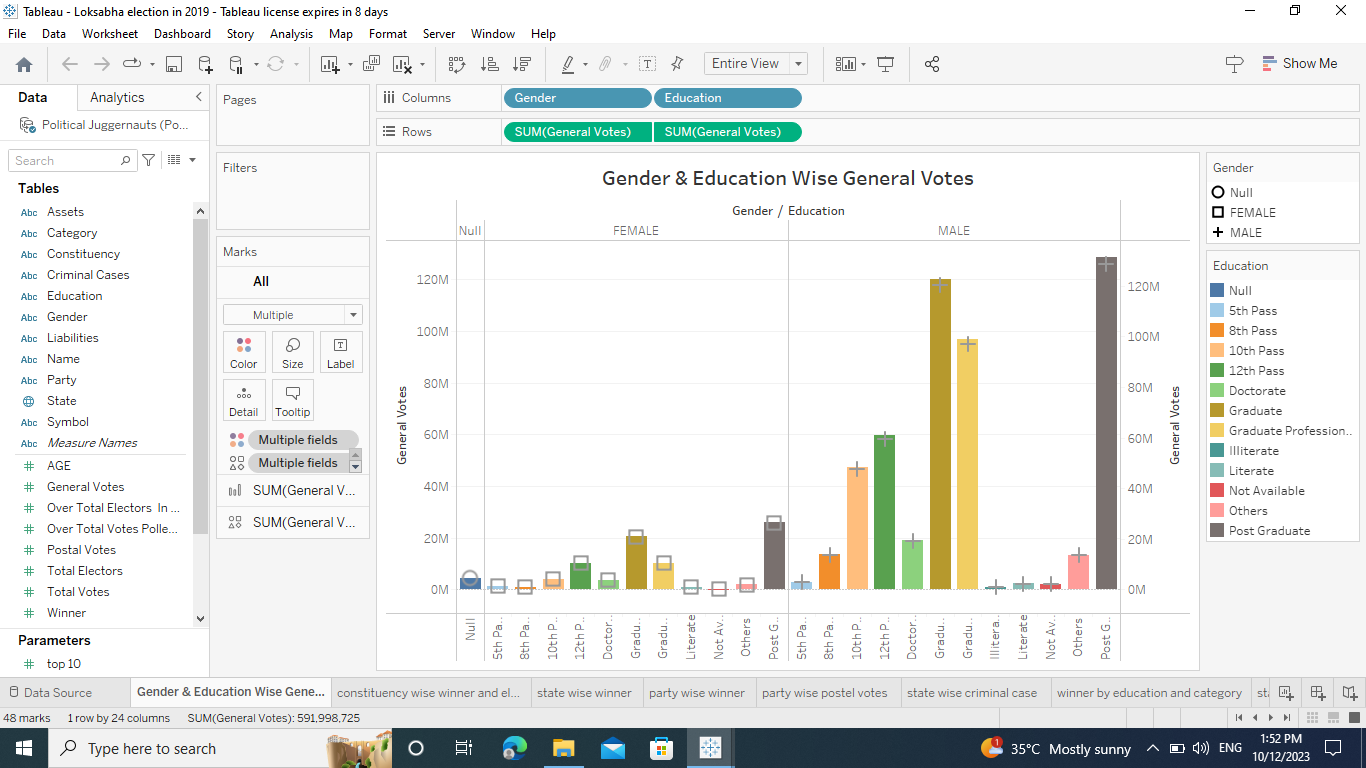 Tableau - Loksabha election in 2019 - Tableau license expires in 8 days
File Data Worksheet Dashboard Story Analysis Map Format Server Window Help
Entire View
Show Me
Data Analytics
Political Juggernauts (Po...
Search
Tables
Abc Assets
Abc Category
Abc Constituency
Abc Criminal Cases
Abc Education
Abc Gender
Abc Liabilities
Abc Name
Abc Party
State
Abc Symbol
Abc Measure Names
# AGE
# General Votes
# Over Total Electors In ...
# Over Total Votes Polle...
# Postal Votes
# Total Electors
# Total Votes
# Winner
Parameters
# top 10
Pages
Filters
Marks
All
Multiple
Color Size Label
Detail Tooltip
Multiple fields
Multiple fields
SUM(General V...
SUM(General V...
Columns Gender Education
Rows SUM(General Votes) SUM(General Votes)
Gender & Education Wise General Votes
Gender / Education
Null FEMALE MALE
General Votes
120M
100M
80M
60M
40M
20M
0M
120M
100M
80M
60M
40M
20M
0M
General Votes
Null
5th Pa..
8th Pa..
10th P..
12th P..
Doctor..
Gradu..
Gradu..
Literate
Not Av..
Others
Post G..
5th Pa..
8th Pa..
10th P..
12th P..
Doctor..
Gradu..
Gradu..
Illitera..
Literate
Not Av..
Others
Post G..
Gender
Null
FEMALE
MALE
Education
Null
5th Pass
8th Pass
10th Pass
12th Pass
Doctorate
Graduate
Graduate Profession..
Illiterate
Literate
Not Available
Others
Post Graduate
Data Source Gender & Education Wise Gene... constituency wise winner and el... state wise winner party wise winner party wise postel votes state wise criminal case winner by education and category sta
48 marks 1 row by 24 columns SUM(General Votes): 591,998,725
Type here to search
1
35°C Mostly sunny
ENG
1:52 PM
10/12/2023